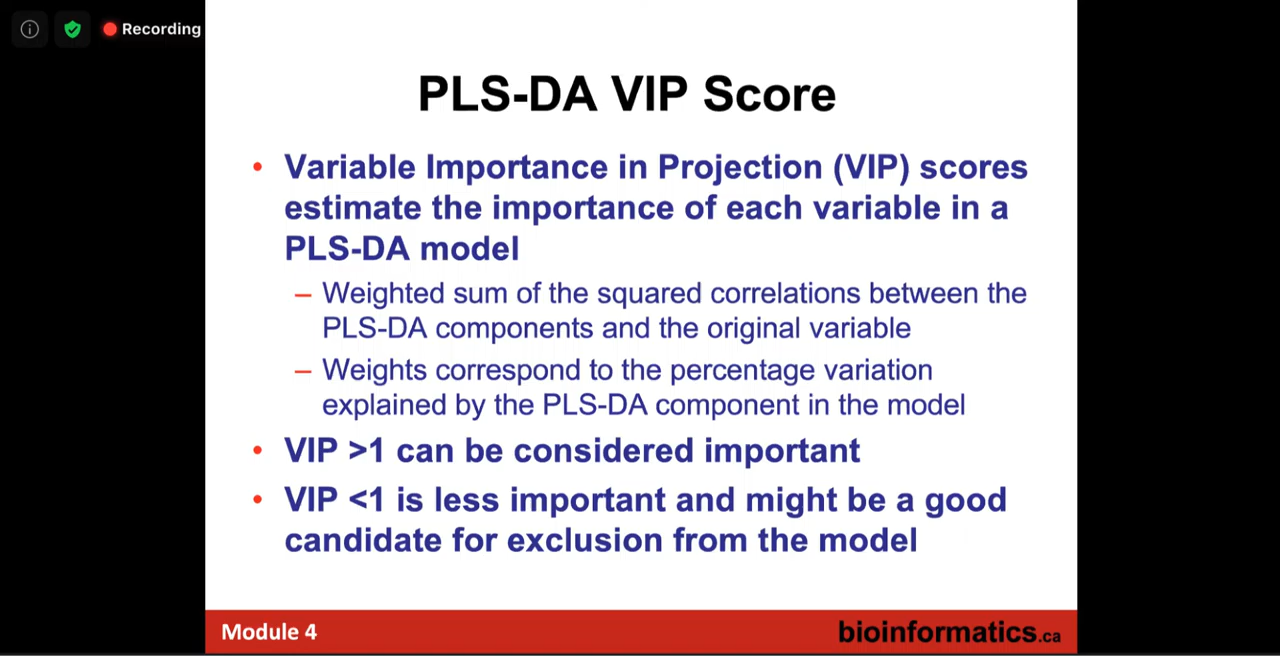 Recording
PLS-DA VIP Score
• Variable Importance in Projection (VIP) scores
estimate the importance of each variable in a
PLS-DA model
– Weighted sum of the squared correlations between the
PLS-DA components and the original variable
– Weights correspond to the percentage variation
explained by the PLS-DA component in the model
• VIP >1 can be considered important
• VIP <1 is less important and might be a good
candidate for exclusion from the model
Module 4
bioinformatics.ca